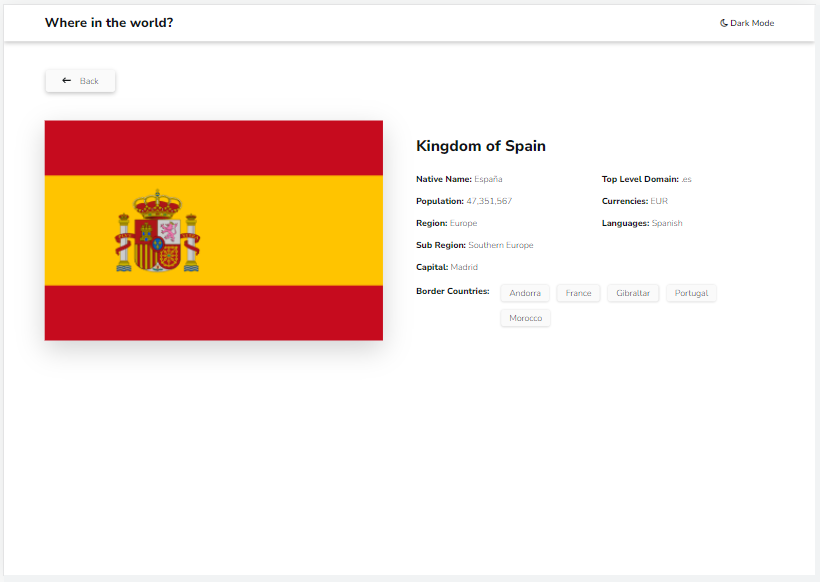 Where in the world?
Dark Mode
Back
Kingdom of Spain
Native Name: España
Population: 47,351,567
Region: Europe
Sub Region: Southern Europe
Capital: Madrid
Top Level Domain: .es
Currencies: EUR
Languages: Spanish
Border Countries: Andorra France Gibraltar Portugal
Morocco